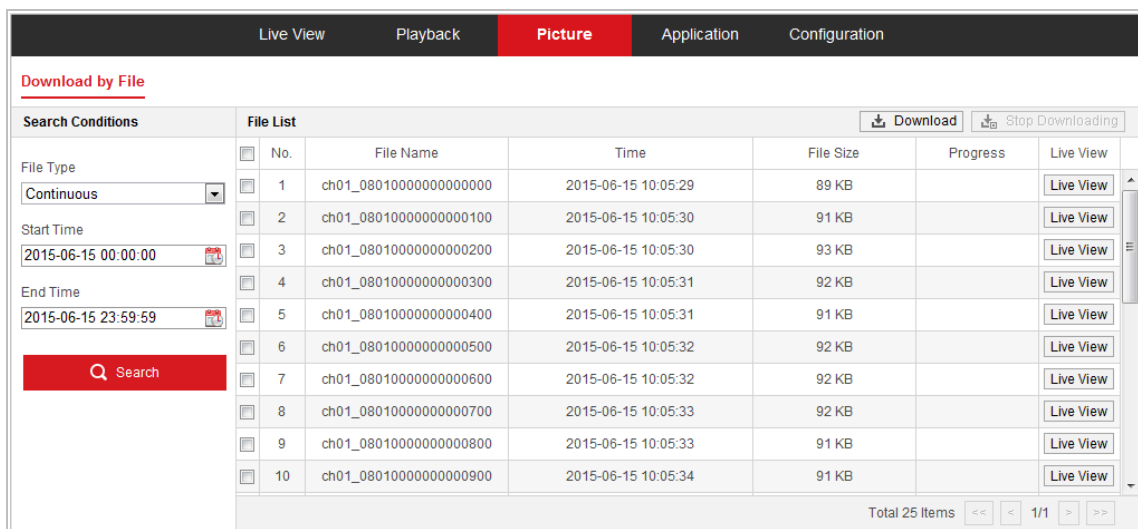 Live View Playback Picture Application Configuration
Download by File
Search Conditions
File Type
Continuous
Start Time
2015-06-15 00:00:00
End Time
2015-06-15 23:59:59
Search
File List Download Stop Downloading
No. File Name Time File Size Progress Live View
1 ch01_08010000000000000 2015-06-15 10:05:29 89 KB Live View
2 ch01_08010000000000100 2015-06-15 10:05:30 91 KB Live View
3 ch01_08010000000000200 2015-06-15 10:05:30 93 KB Live View
4 ch01_08010000000000300 2015-06-15 10:05:31 92 KB Live View
5 ch01_08010000000000400 2015-06-15 10:05:31 91 KB Live View
6 ch01_08010000000000500 2015-06-15 10:05:32 92 KB Live View
7 ch01_08010000000000600 2015-06-15 10:05:32 92 KB Live View
8 ch01_08010000000000700 2015-06-15 10:05:33 92 KB Live View
9 ch01_08010000000000800 2015-06-15 10:05:33 91 KB Live View
10 ch01_08010000000000900 2015-06-15 10:05:34 91 KB Live View
Total 25 Items << < 1/1 > >>